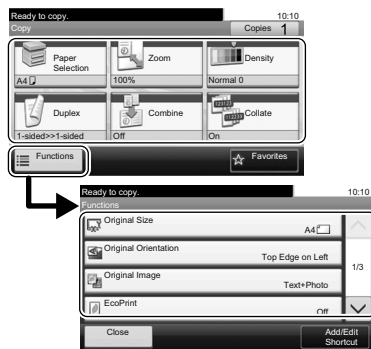 Ready to copy. 10:10
Copy Copies 1
Paper Selection
Zoom
Density
A4 100% Normal 0
Duplex
Combine
Collate
1-sided>>1-sided Off On
Functions Favorites
Ready to copy. 10:10
Functions
Original Size
A4
Original Orientation
Top Edge on Left
1/3
Original Image
Text+Photo
EcoPrint
Off
Close Add/Edit
Shortcut